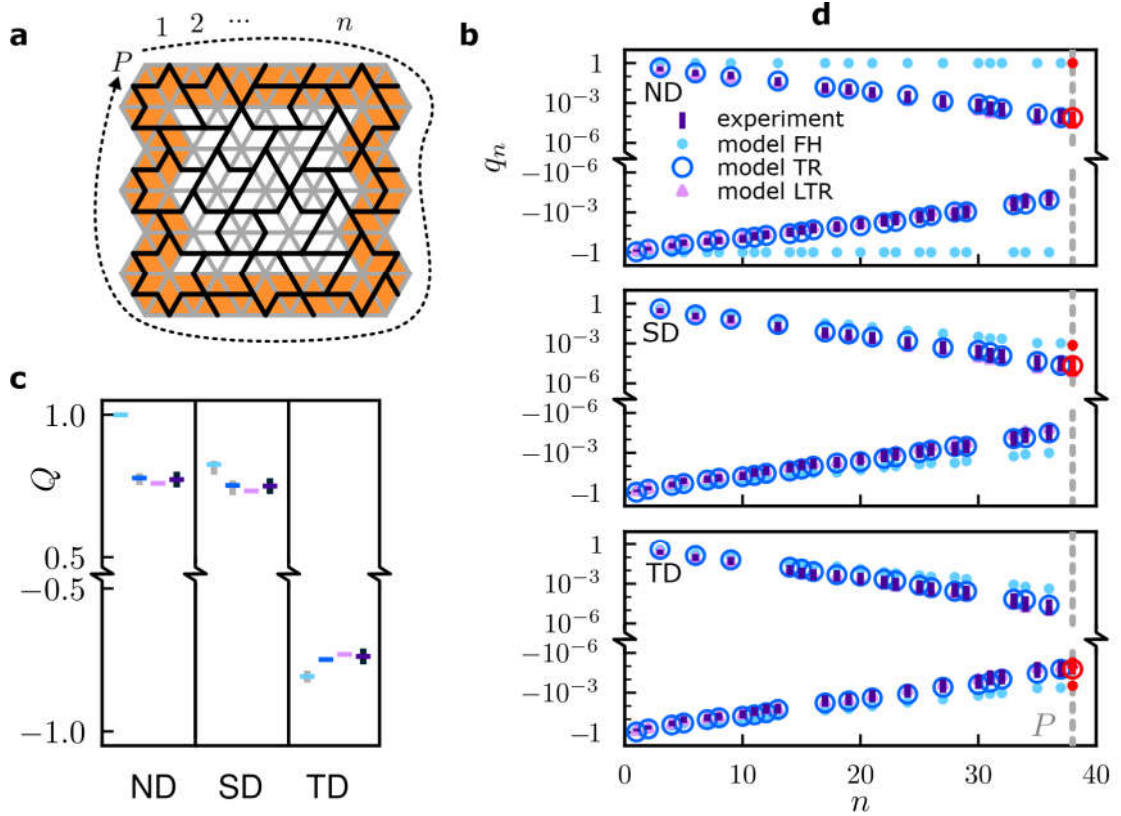 a
1 2 ... n
P
b
d
q_n
1
10^-3
10^-6
-10^-6
-10^-3
-1
ND
experiment
model FH
model TR
model LTR
1
10^-3
10^-6
-10^-6
-10^-3
-1
SD
1
10^-3
10^-6
-10^-6
-10^-3
-1
TD
P
0 10 20 30 40
n
c
Q
1.0
0.5
-0.5
-1.0
ND SD TD